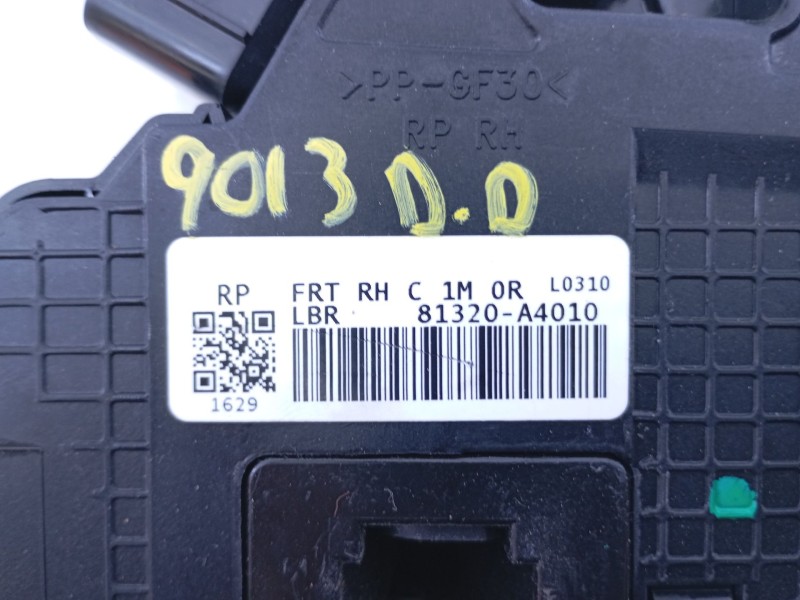 >PP-GF30<
RP RH
9013 D.D
RP FRT RH C 1M 0R L0310
LBR 81320-A4010
1629